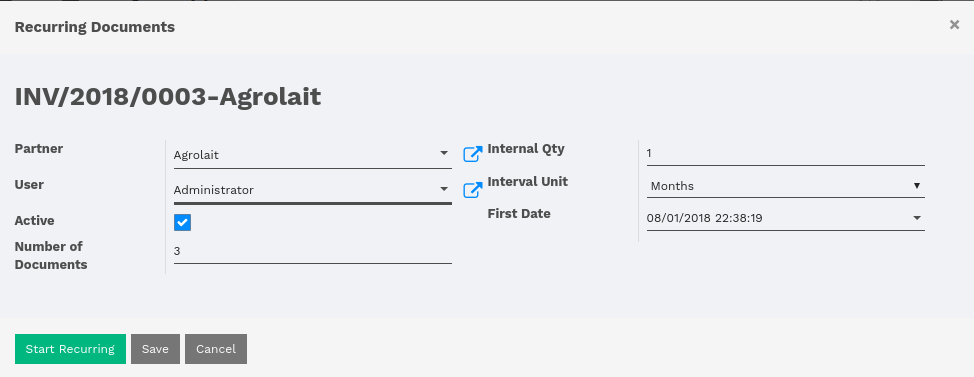 Recurring Documents
×
INV/2018/0003-Agrolait
Partner
Agrolait
User
Administrator
Active
Number of
Documents
3
Internal Qty
1
Interval Unit
Months
First Date
08/01/2018 22:38:19
Start Recurring
Save
Cancel